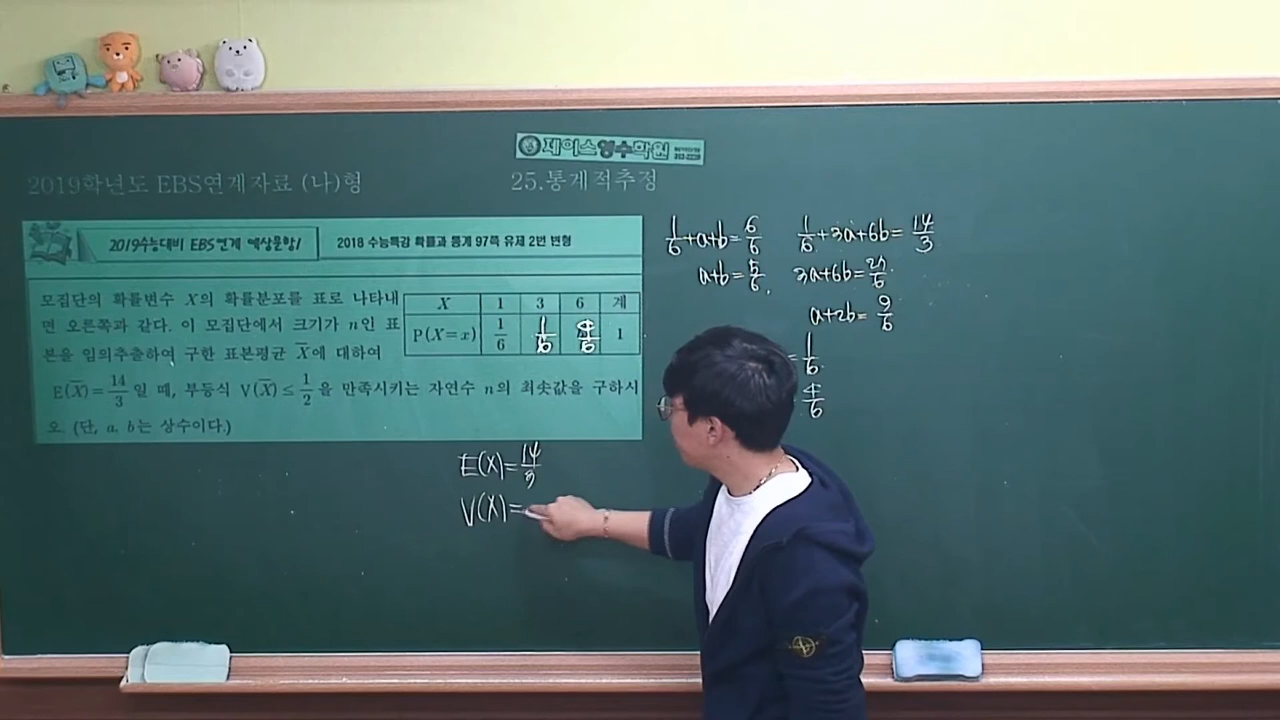 제이스영수학원
2019학년도 EBS연계자료 (나)형
25.통계적추정
2019수능대비 EBS연계 예상문항1
2018 수능특강 확률과 통계 97쪽 유제 2번 변형
모집단의 확률변수 X의 확률분포를 표로 나타내
면 오른쪽과 같다. 이 모집단에서 크기가 n인 표
본을 임의추출하여 구한 표본평균 X̄에 대하여
X 1 3 6 계
P(X=x) 1/6 1/6 4/6 1
E(X̄)=14/3일 때, 부등식 V(X̄)≤1/2을 만족시키는 자연수 n의 최솟값을 구하시
오. (단, a, b는 상수이다.)
1/6+a+b=6/6
a+b=5/6,
1/6+3a+6b=14/3
3a+6b=27/6
a+2b=9/6
=1/6
4/6
E(X)=14/3
V(X)=